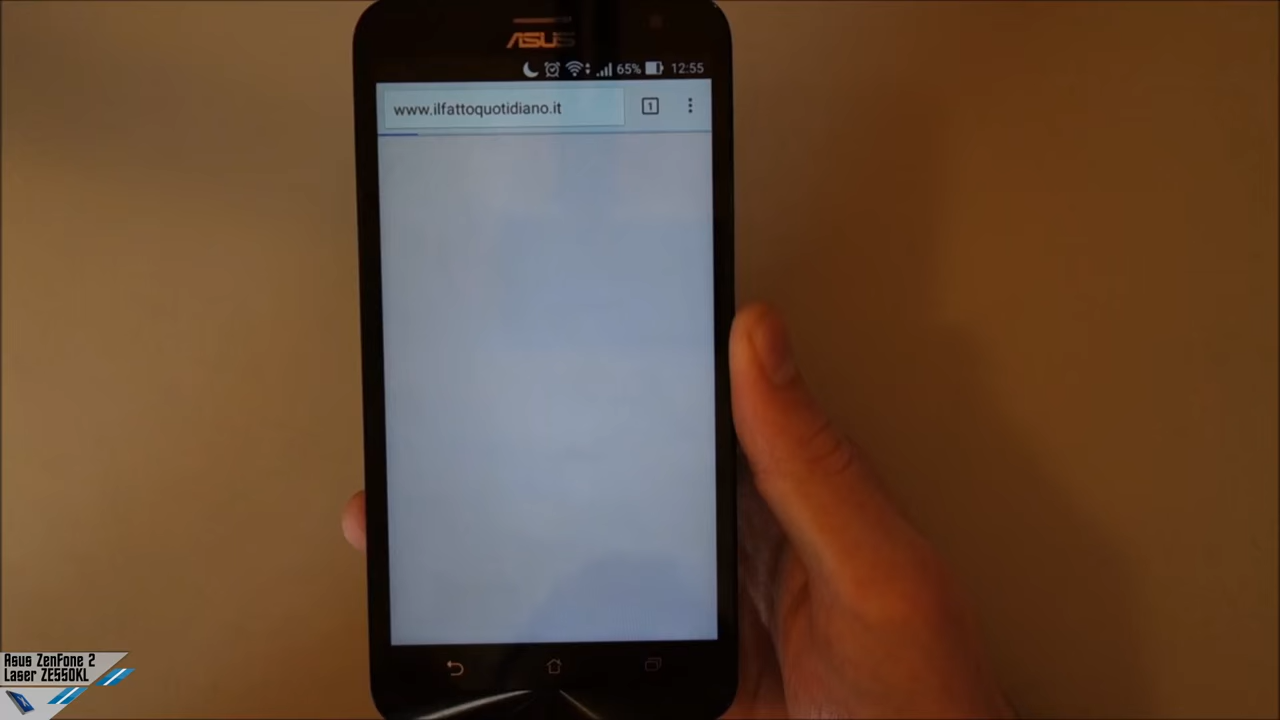 ASUS
65% 12:55
www.ilfattoquotidiano.it
1
Asus ZenFone 2
Laser ZE550KL